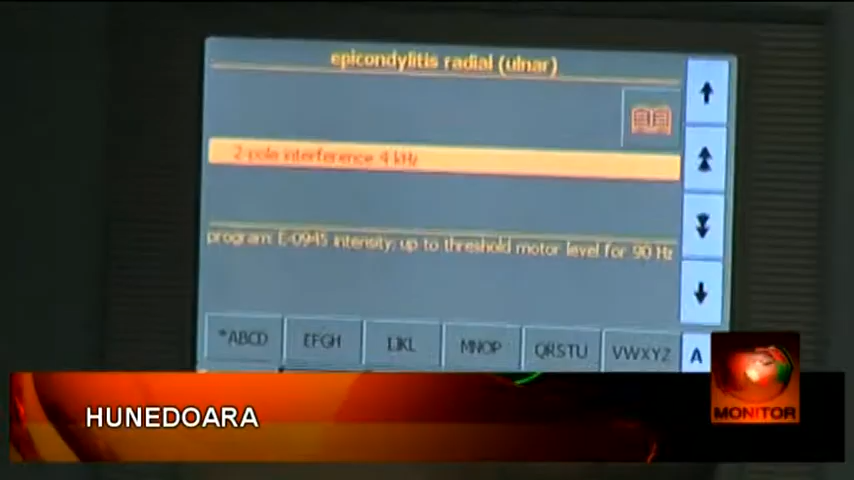 epicondylitis radial (ulnar)
2 pole interference 4 kHz
program: E-0945 intensity: up to threshold motor level for 90 Hz
*ABCD EFGH IJKL MNOP QRSTU VWXYZ A
HUNEDOARA
MONITOR